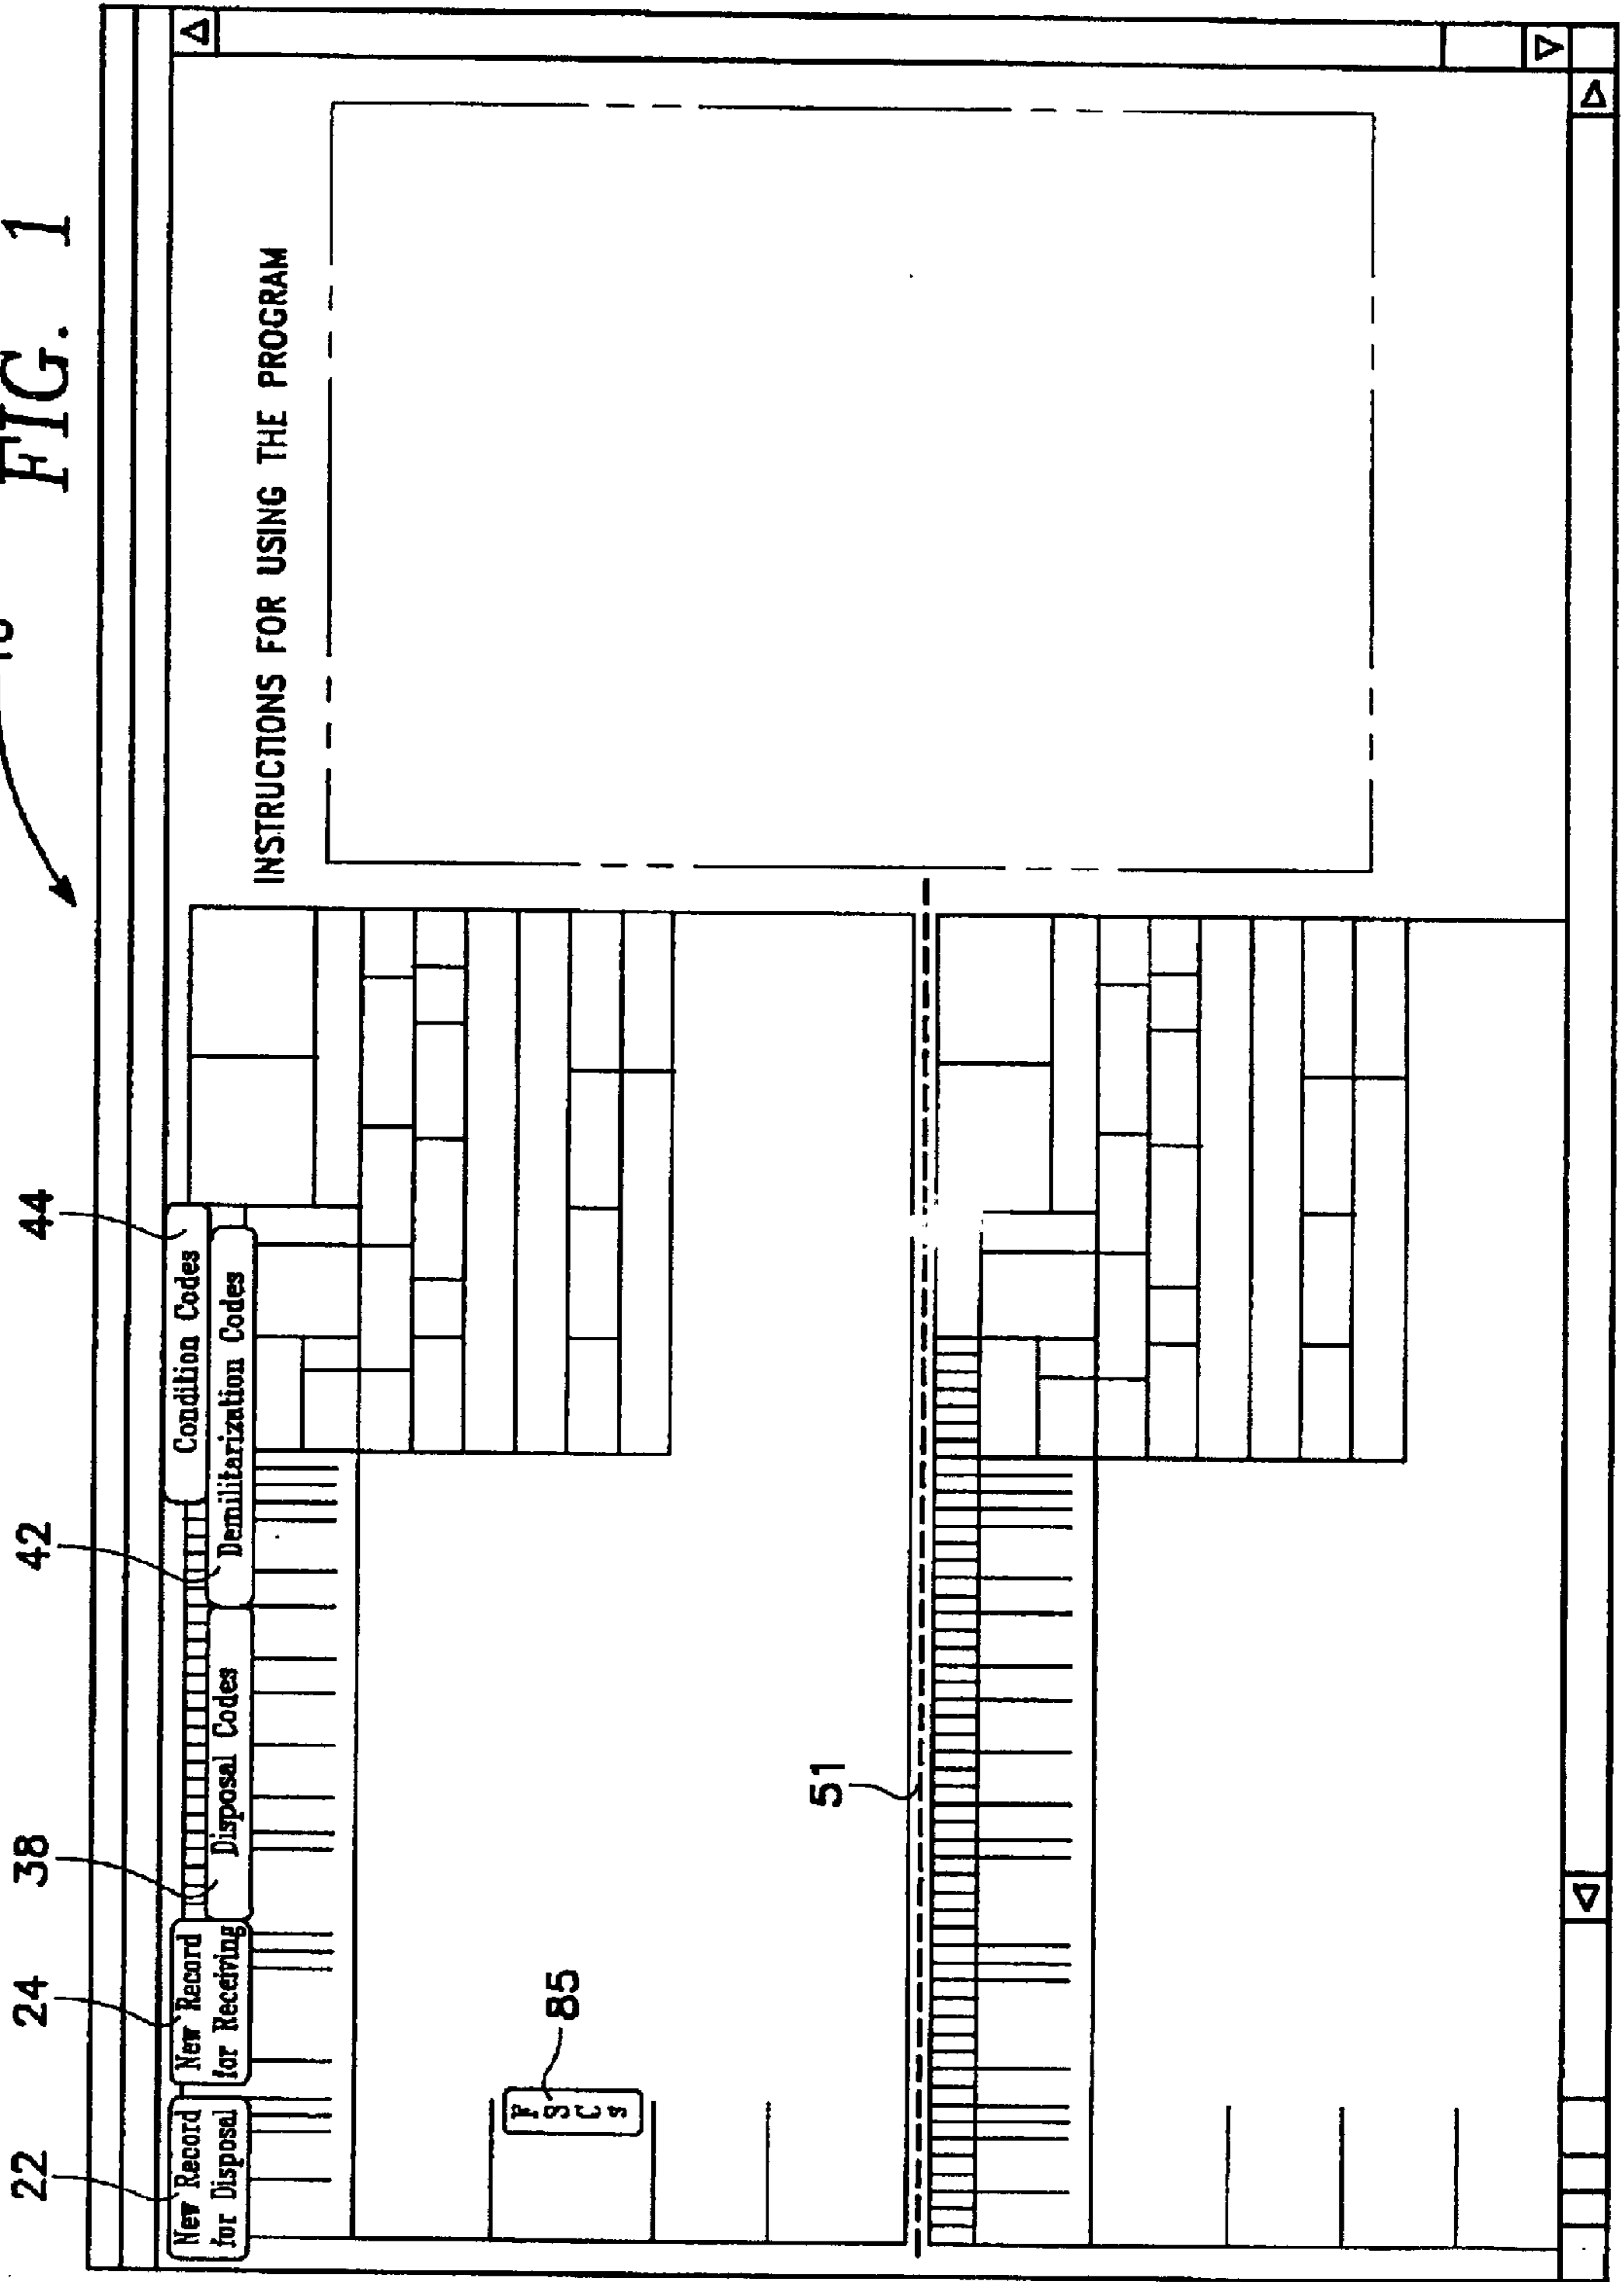 FIG. 1
22
24
38
42
44
New Record
for Disposal
New Record
for Receiving
Disposal Codes
Demilitarization Codes
Condition Codes
INSTRUCTIONS FOR USING THE PROGRAM
F
S
C
s
85
51